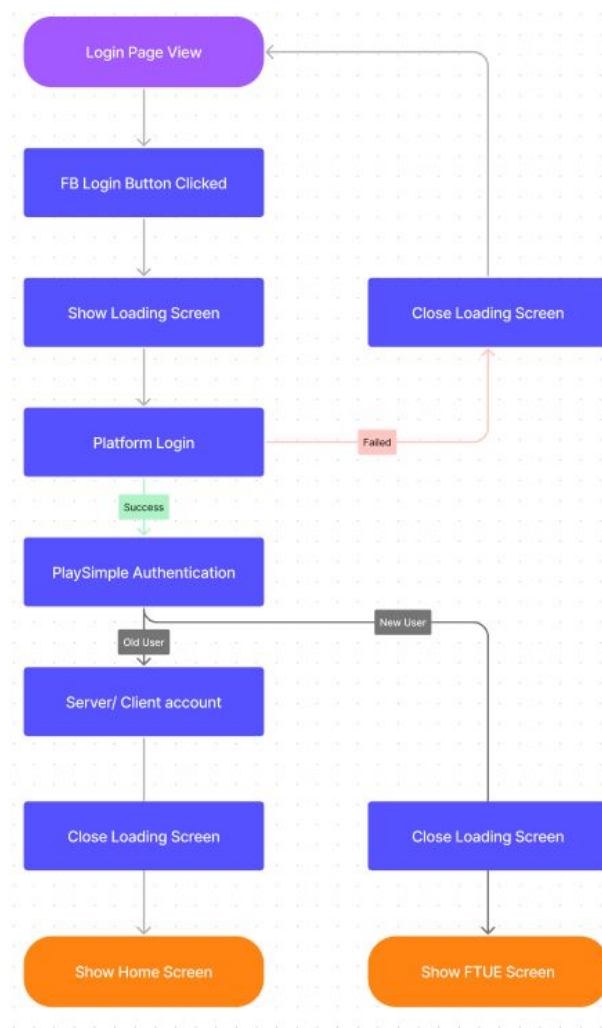 Login Page View
FB Login Button Clicked
Show Loading Screen
Close Loading Screen
Platform Login
Failed
Success
PlaySimple Authentication
New User
Old User
Server/ Client account
Close Loading Screen
Close Loading Screen
Show Home Screen
Show FTUE Screen